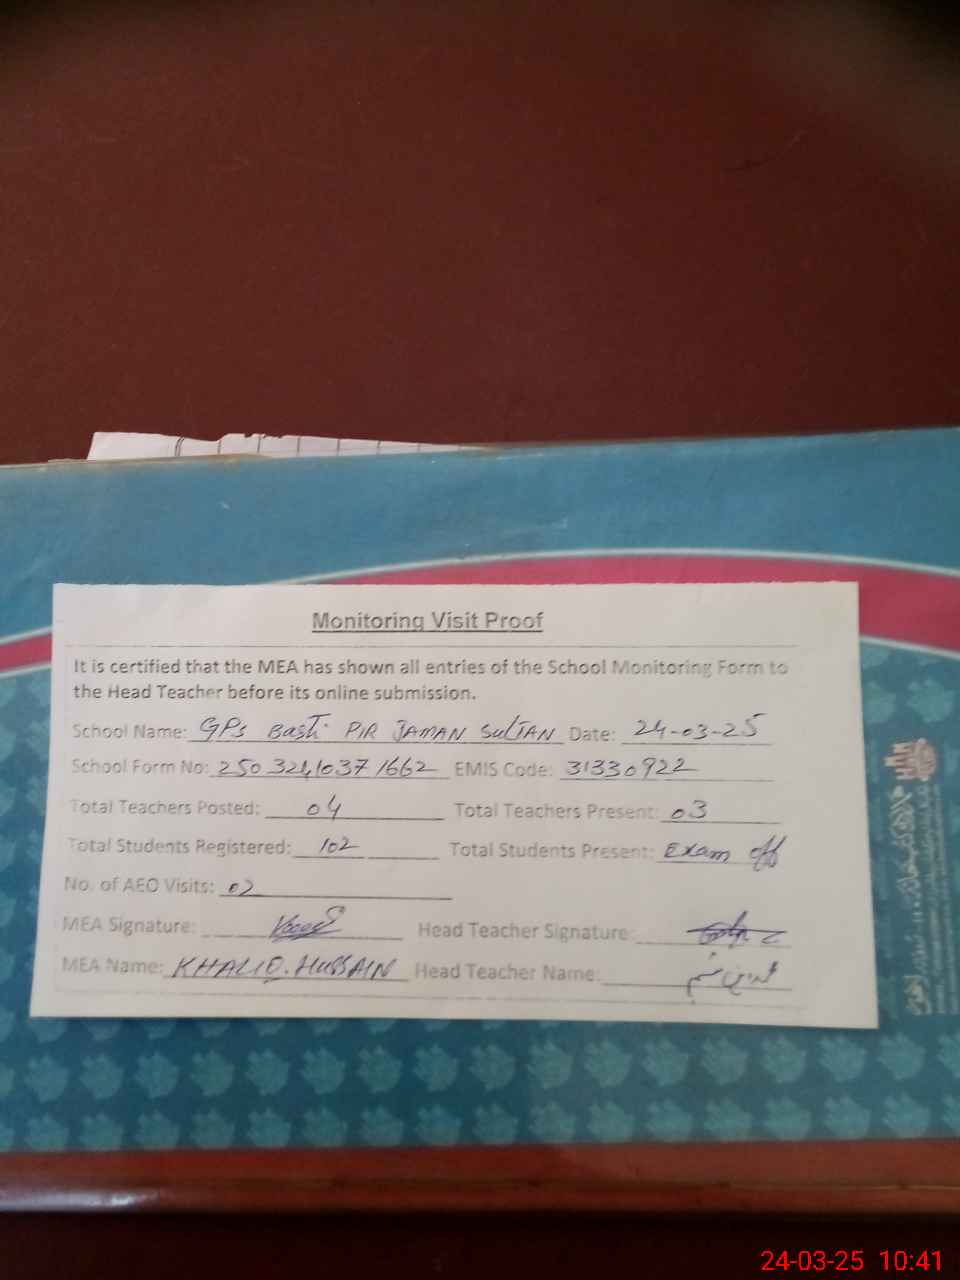 Monitoring Visit Proof
It is certified that the MEA has shown all entries of the School Monitoring Form to
the Head Teacher before its online submission.
School Name: GPs Basti PIR JAMAN SulTAN Date: 24-03-25
School Form No: 250324,1037 1662 EMIS Code: 31330922
Total Teachers Posted: 04 Total Teachers Present: 03
Total Students Registered: 102 Total Students Present: Exam off
No. of AEO Visits: 02
MEA Signature: Head Teacher Signature:
MEA Name: KHALID. HUSSAIN Head Teacher Name:
24-03-25 10:41